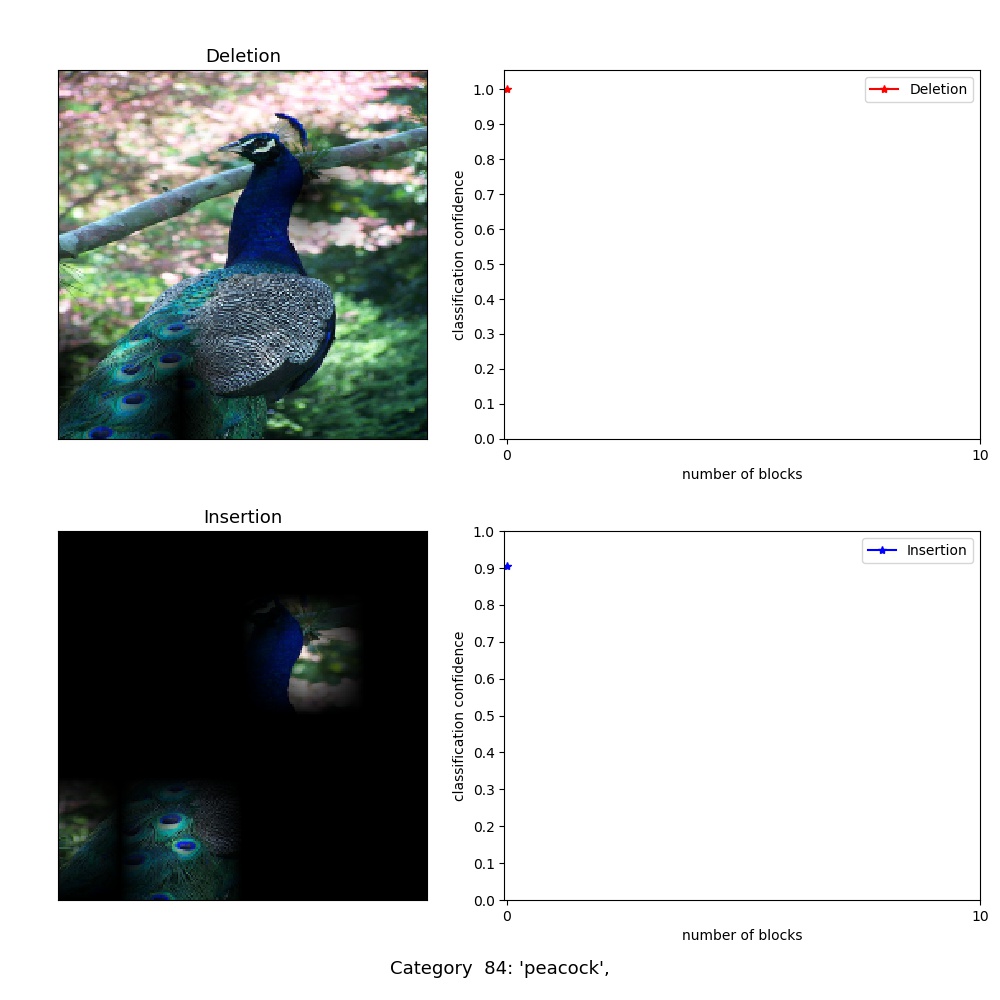 Deletion
1.0
0.9
0.8
0.7
0.6
0.5
0.4
0.3
0.2
0.1
0.0
classification confidence
Deletion
0
10
number of blocks
Insertion
1.0
0.9
0.8
0.7
0.6
0.5
0.4
0.3
0.2
0.1
0.0
classification confidence
Insertion
0
10
number of blocks
Category  84: 'peacock',